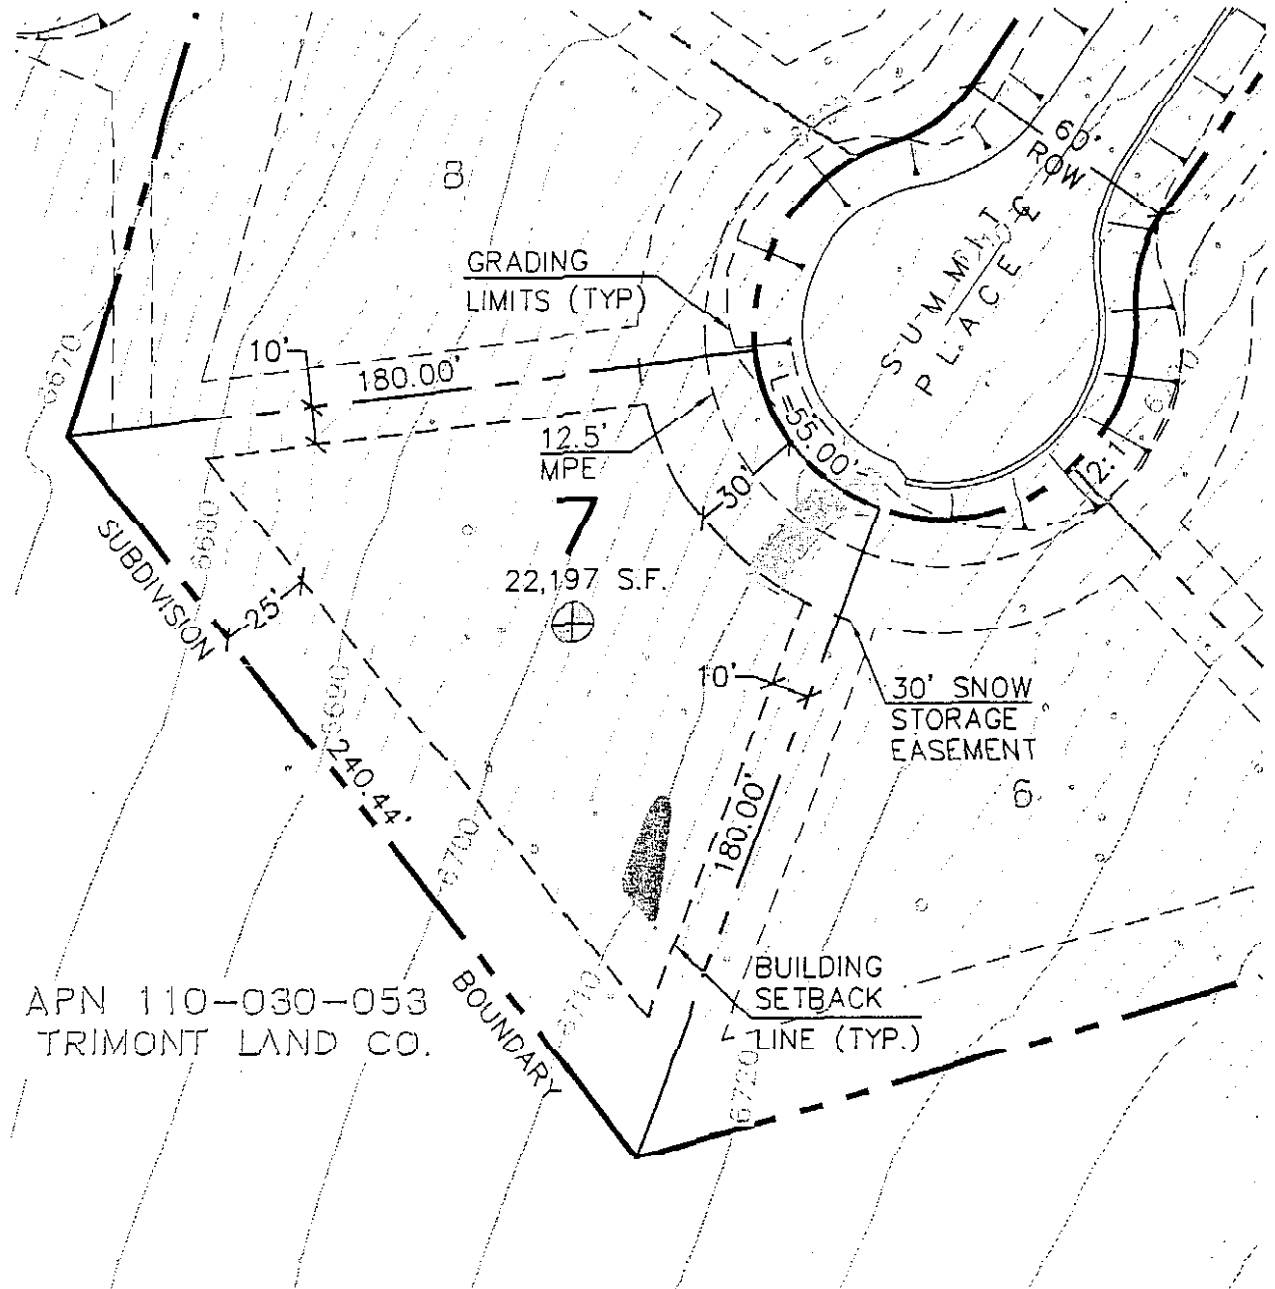 8
60'
ROW
SUMMIT
PLACE
GRADING
LIMITS (TYP)
6670
10'
180.00'
12.5'
MPE
L=55.00'
30'
12:1
7
22,197 S.F.
6680
SUBDIVISION
25'
10'
30' SNOW
STORAGE
EASEMENT
6690
240.44'
180.00'
6
6700
APN 110-030-053
TRIMONT LAND CO.
BOUNDARY
6710
BUILDING
SETBACK
LINE (TYP.)
6720